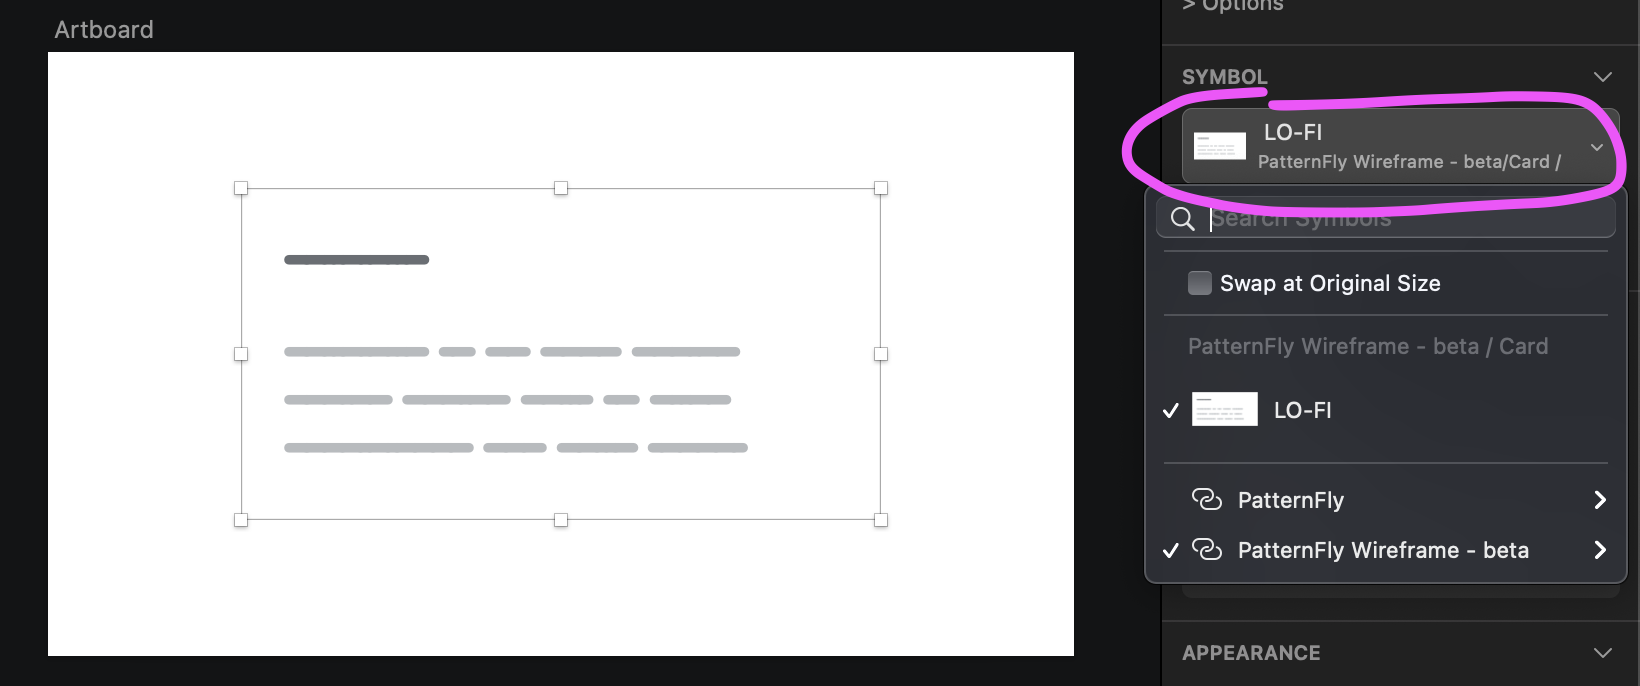 Artboard
> Options
SYMBOL
LO-FI
PatternFly Wireframe - beta/Card /
Search Symbols
Swap at Original Size
PatternFly Wireframe - beta / Card
LO-FI
PatternFly
PatternFly Wireframe - beta
APPEARANCE